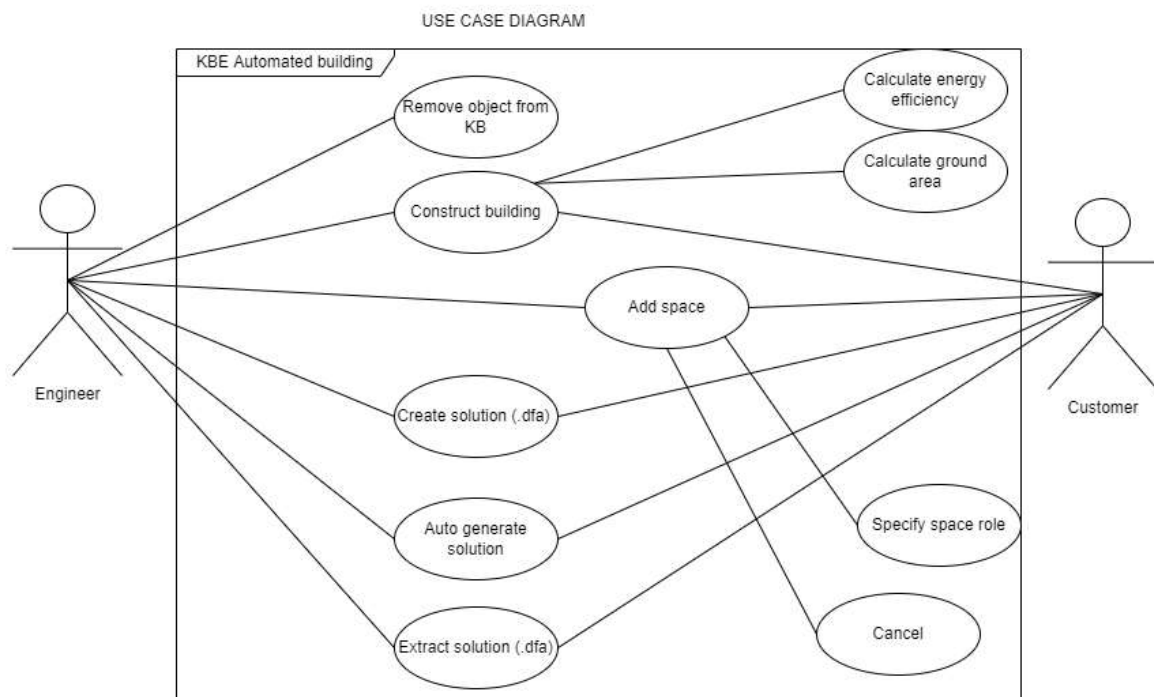 USE CASE DIAGRAM
KBE Automated building
Calculate energy
efficiency
Remove object from
KB
Calculate ground
area
Construct building
Add space
Engineer
Customer
Create solution (.dfa)
Auto generate
solution
Specify space role
Extract solution (.dfa)
Cancel